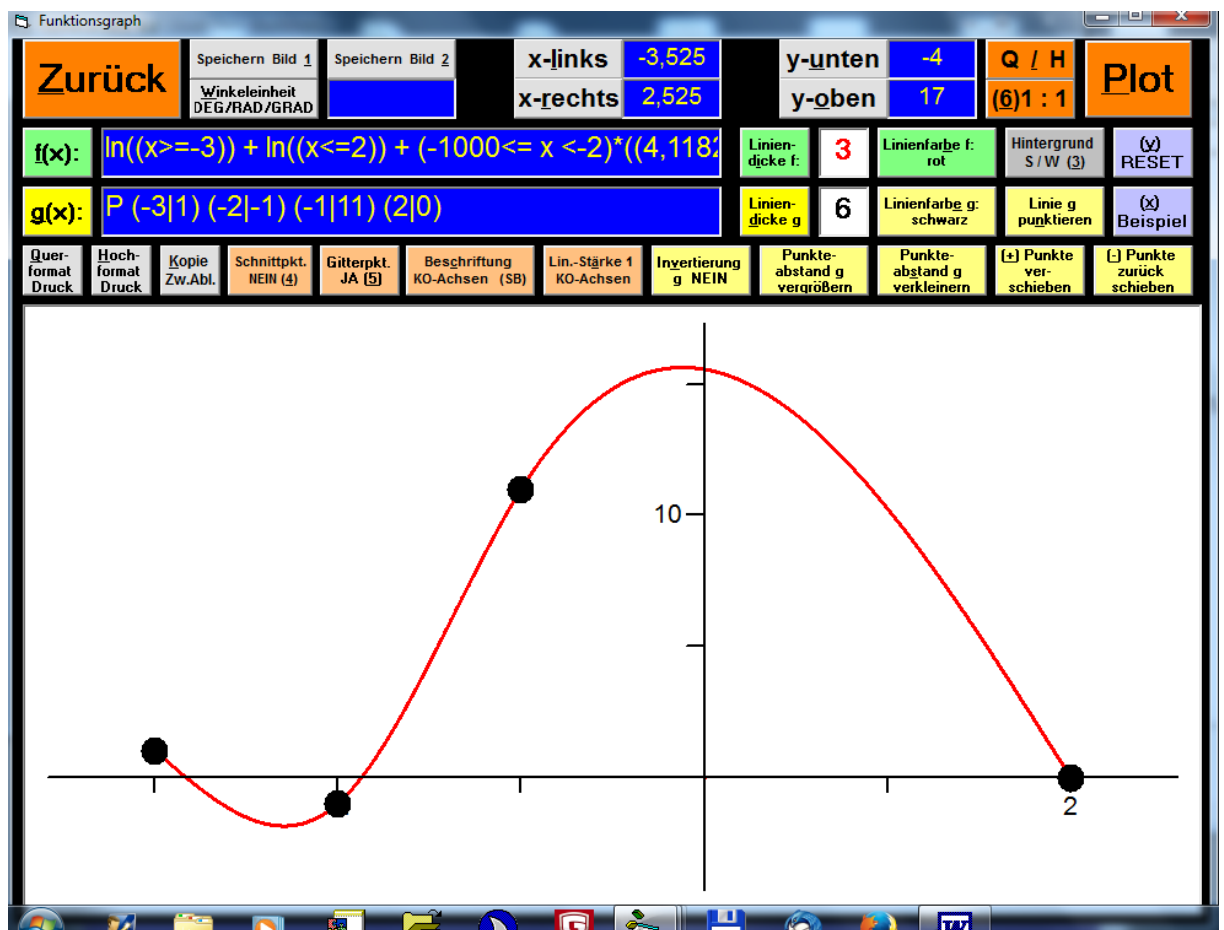 Funktionsgraph
Zurück
Speichern Bild 1
Speichern Bild 2
Winkeleinheit
DEG/RAD/GRAD
x-links
-3,525
x-rechts
2,525
y-unten
-4
y-oben
17
Q / H
(6)1 : 1
Plot
f(x):
ln((x>=-3)) + ln((x<=2)) + (-1000<= x <-2)*((4,1182
Linien-
dicke f:
3
Linienfarbe f:
rot
Hintergrund
S / W (3)
(v)
RESET
g(x):
P (-3|1) (-2|-1) (-1|11) (2|0)
Linien-
dicke g
6
Linienfarbe g:
schwarz
Linie g
punktieren
(x)
Beispiel
Quer-
format
Druck
Hoch-
format
Druck
Kopie
Zw.Abl.
Schnittpkt.
NEIN (4)
Gitterpkt.
JA (5)
Beschriftung
KO-Achsen (SB)
Lin.-Stärke 1
KO-Achsen
Invertierung
g NEIN
Punkte-
abstand g
vergrößern
Punkte-
abstand g
verkleinern
(+) Punkte
ver-
schieben
(-) Punkte
zurück
schieben
10
2